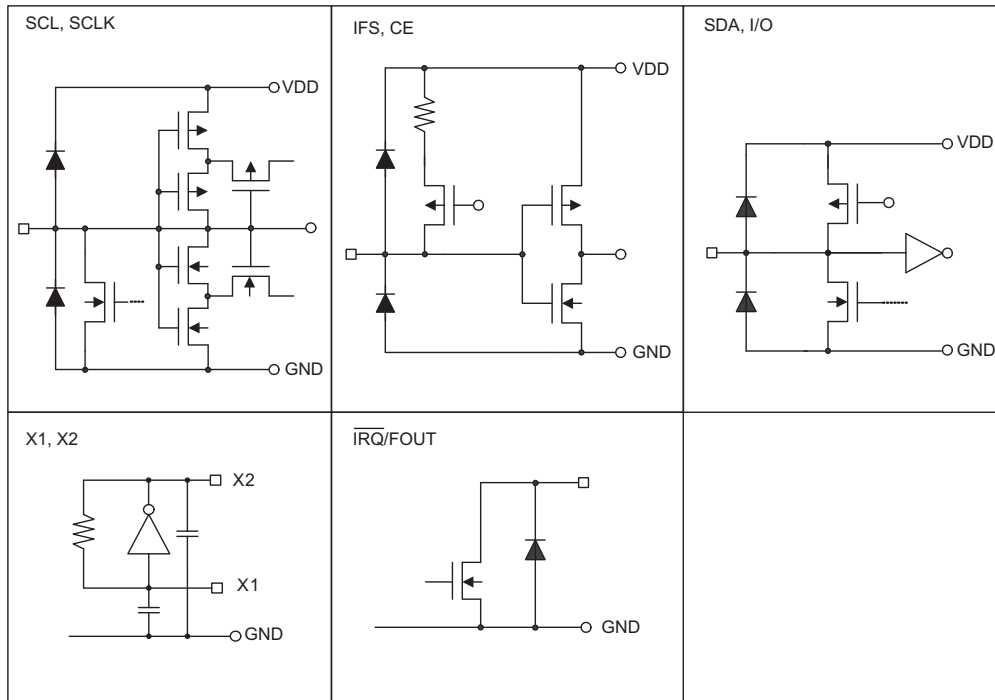 SCL, SCLK
VDD
GND
IFS, CE
VDD
GND
SDA, I/O
VDD
GND
X1, X2
X2
X1
GND
IRQ/FOUT
GND